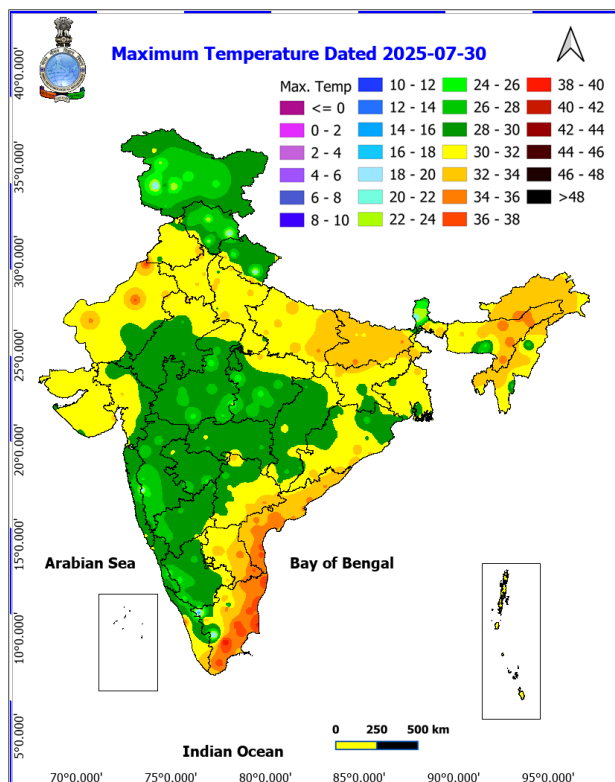 Maximum Temperature Dated 2025-07-30
Max. Temp
<= 0
0 - 2
2 - 4
4 - 6
6 - 8
8 - 10
10 - 12
12 - 14
14 - 16
16 - 18
18 - 20
20 - 22
22 - 24
24 - 26
26 - 28
28 - 30
30 - 32
32 - 34
34 - 36
36 - 38
38 - 40
40 - 42
42 - 44
44 - 46
46 - 48
>48
40°0.000'
35°0.000'
30°0.000'
25°0.000'
20°0.000'
15°0.000'
10°0.000'
5°0.000'
Arabian Sea
Bay of Bengal
Indian Ocean
0 250 500 km
70°0.000' 75°0.000' 80°0.000' 85°0.000' 90°0.000' 95°0.000'